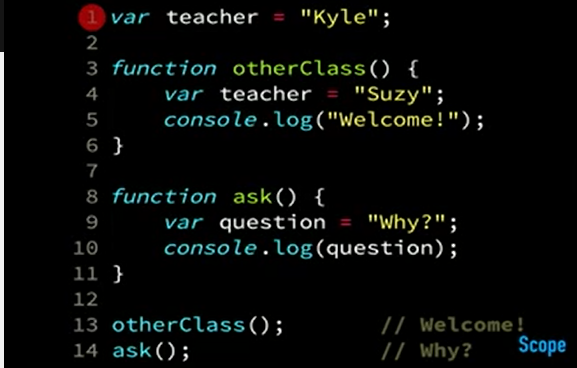 1 var teacher = "Kyle";
2
3 function otherClass() {
4     var teacher = "Suzy";
5     console.log("Welcome!");
6 }
7
8 function ask() {
9     var question = "Why?";
10     console.log(question);
11 }
12
13 otherClass();        // Welcome!
14 ask();               // Why?
Scope